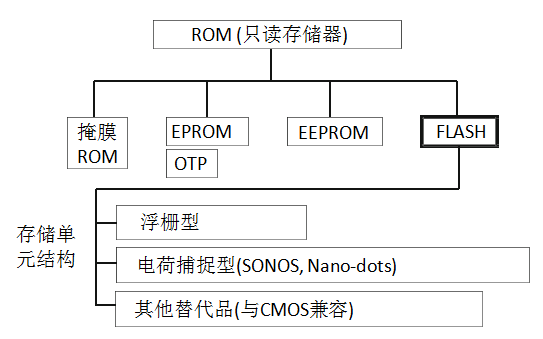 ROM (只读存储器)
掩膜
ROM
EPROM
OTP
EEPROM
FLASH
存储单
元结构
浮栅型
电荷捕捉型(SONOS, Nano-dots)
其他替代品(与CMOS兼容)